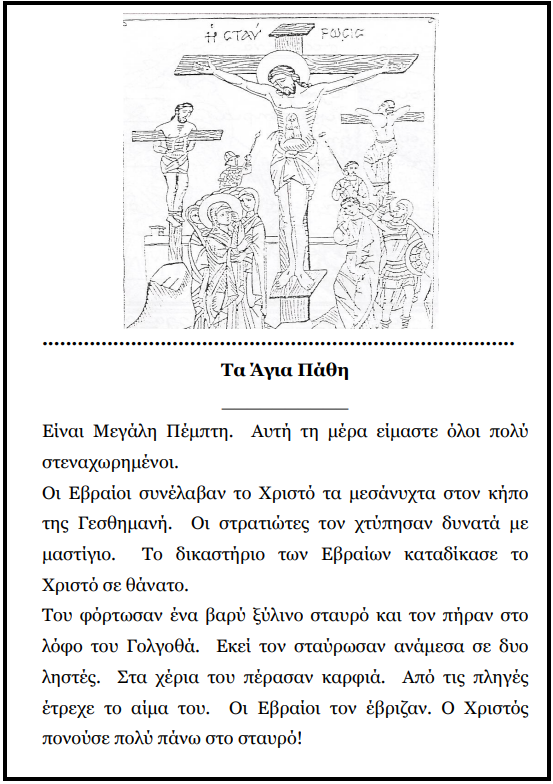 ἡ ΣΤΑΥ ΡΩΣΙΣ
Τα Άγια Πάθη
Είναι Μεγάλη Πέμπτη. Αυτή τη μέρα είμαστε όλοι πολύ
στεναχωρημένοι.
Οι Εβραίοι συνέλαβαν το Χριστό τα μεσάνυχτα στον κήπο
της Γεσθημανή. Οι στρατιώτες τον χτύπησαν δυνατά με
μαστίγιο. Το δικαστήριο των Εβραίων καταδίκασε το
Χριστό σε θάνατο.
Του φόρτωσαν ένα βαρύ ξύλινο σταυρό και τον πήραν στο
λόφο του Γολγοθά. Εκεί τον σταύρωσαν ανάμεσα σε δυο
ληστές. Στα χέρια του πέρασαν καρφιά. Από τις πληγές
έτρεχε το αίμα του. Οι Εβραίοι τον έβριζαν. Ο Χριστός
πονούσε πολύ πάνω στο σταυρό!